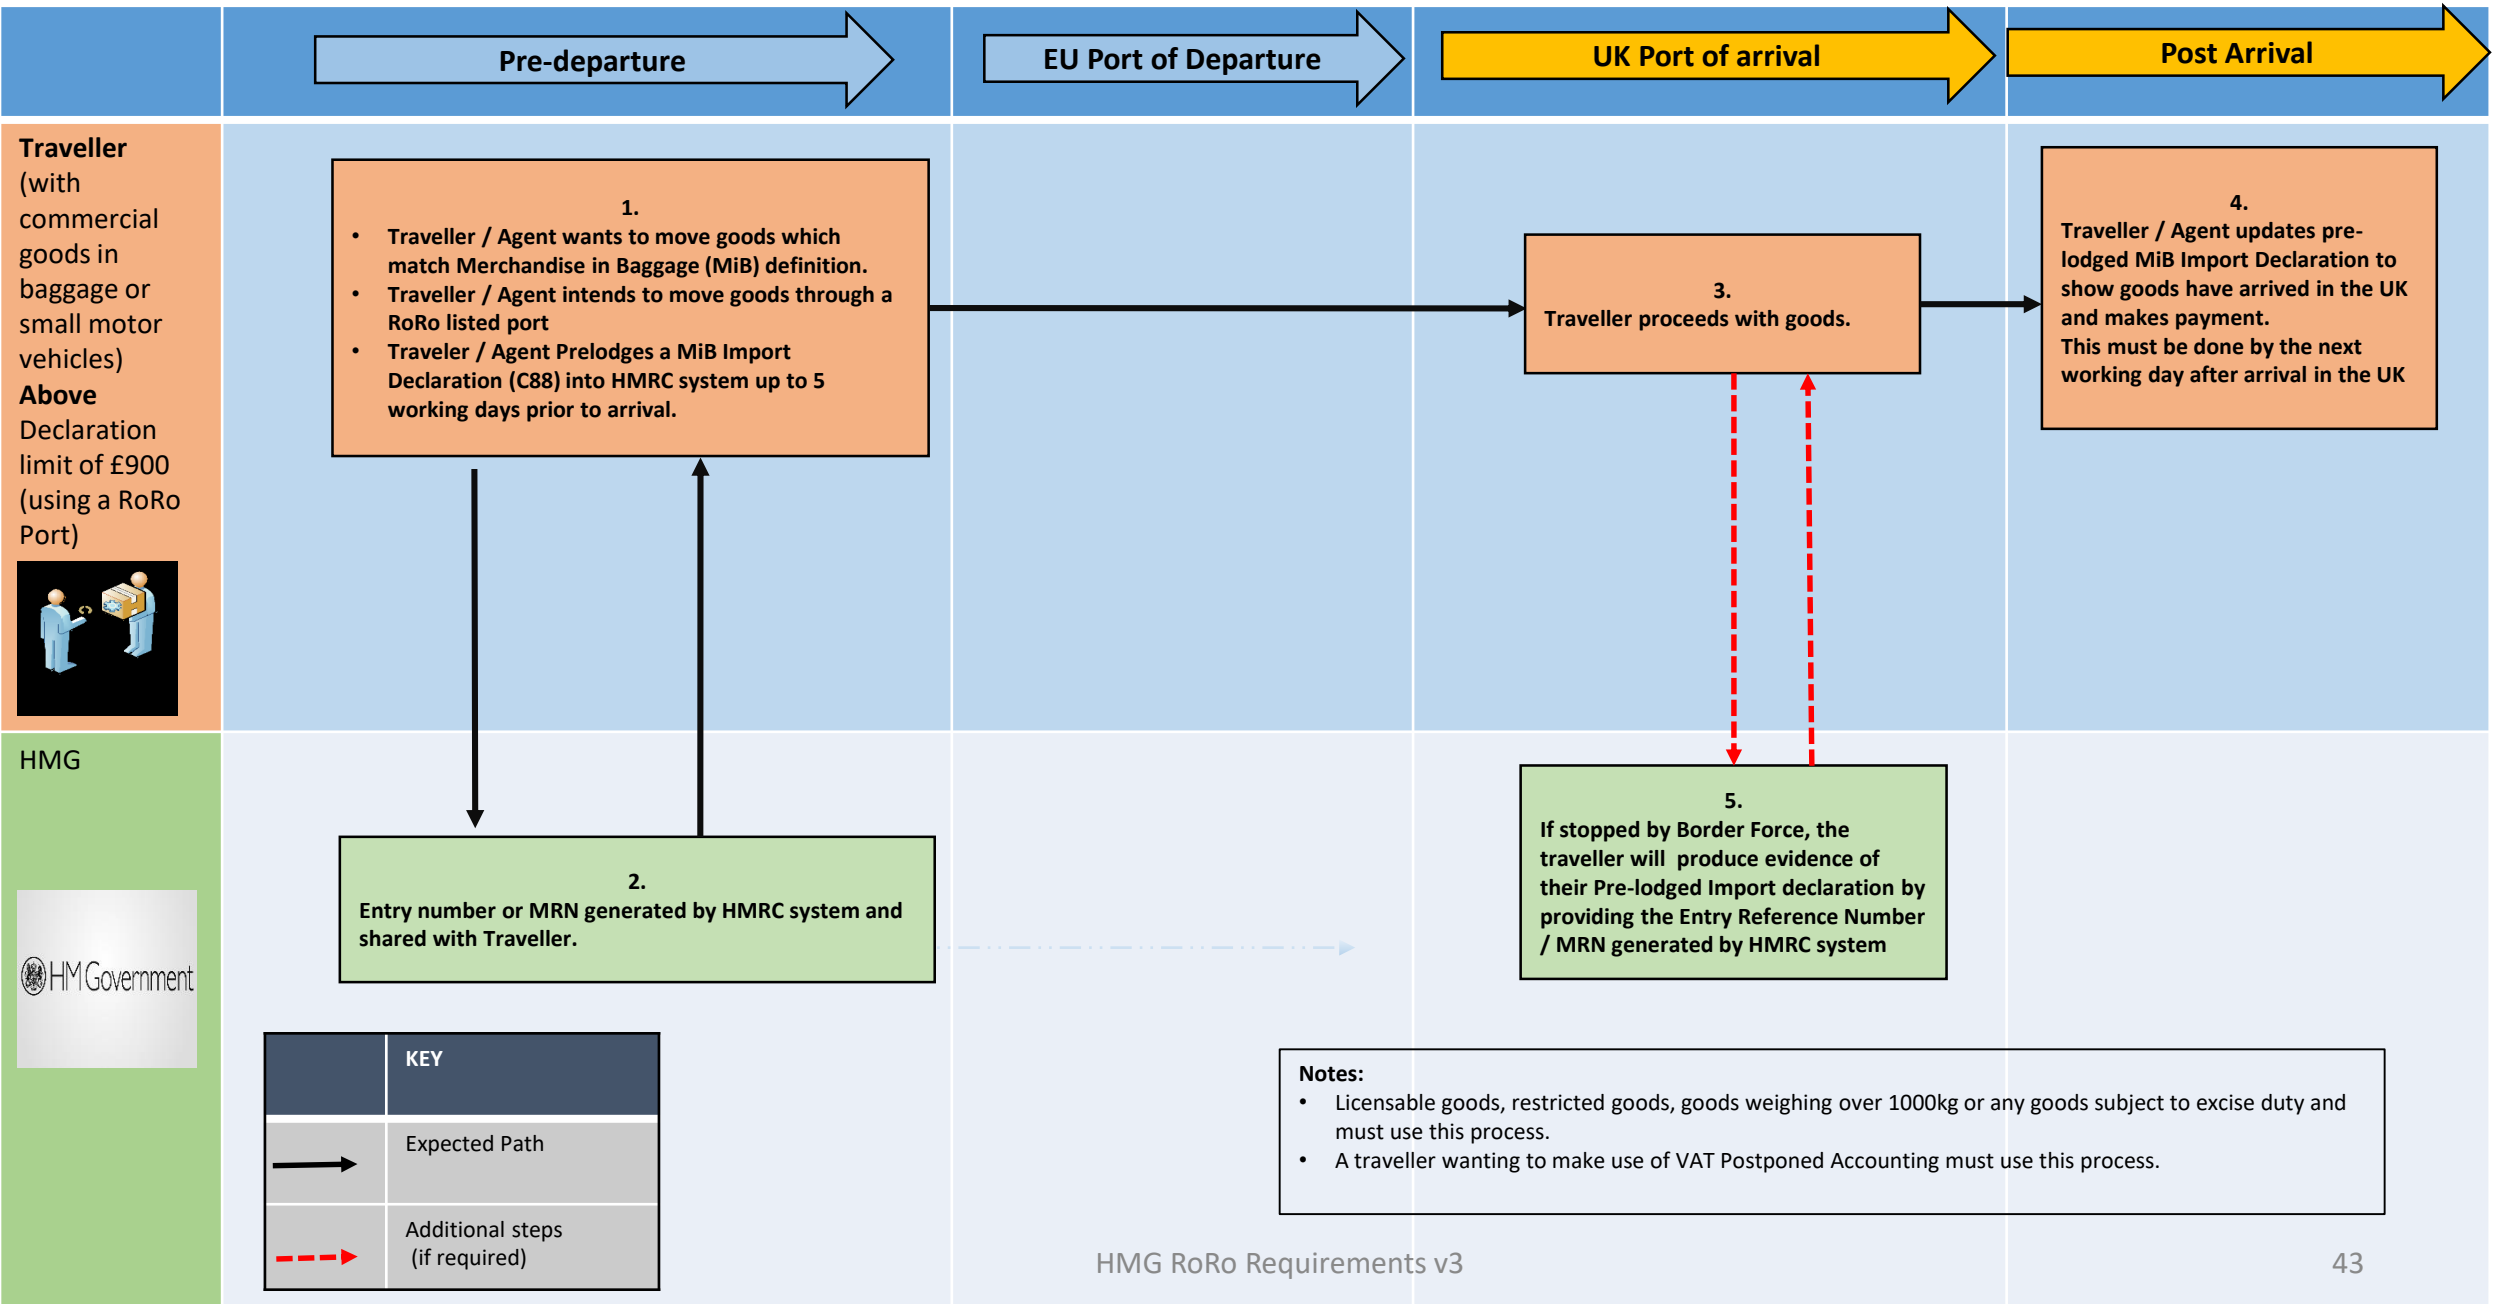 Pre-departure
EU Port of Departure
UK Port of arrival
Post Arrival
Traveller
(with
commercial
goods in
baggage or
small motor
vehicles)
Above
Declaration
limit of £900
(using a RoRo
Port)
1.
• Traveller / Agent wants to move goods which
match Merchandise in Baggage (MiB) definition.
• Traveller / Agent intends to move goods through a
RoRo listed port
• Traveler / Agent Prelodges a MiB Import
Declaration (C88) into HMRC system up to 5
working days prior to arrival.
3.
Traveller proceeds with goods.
4.
Traveller / Agent updates pre-
lodged MiB Import Declaration to
show goods have arrived in the UK
and makes payment.
This must be done by the next
working day after arrival in the UK
HMG
HM Government
2.
Entry number or MRN generated by HMRC system and
shared with Traveller.
5.
If stopped by Border Force, the
traveller will produce evidence of
their Pre-lodged Import declaration by
providing the Entry Reference Number
/ MRN generated by HMRC system
KEY
Expected Path
Additional steps
(if required)
Notes:
• Licensable goods, restricted goods, goods weighing over 1000kg or any goods subject to excise duty and
must use this process.
• A traveller wanting to make use of VAT Postponed Accounting must use this process.
HMG RoRo Requirements v3
43